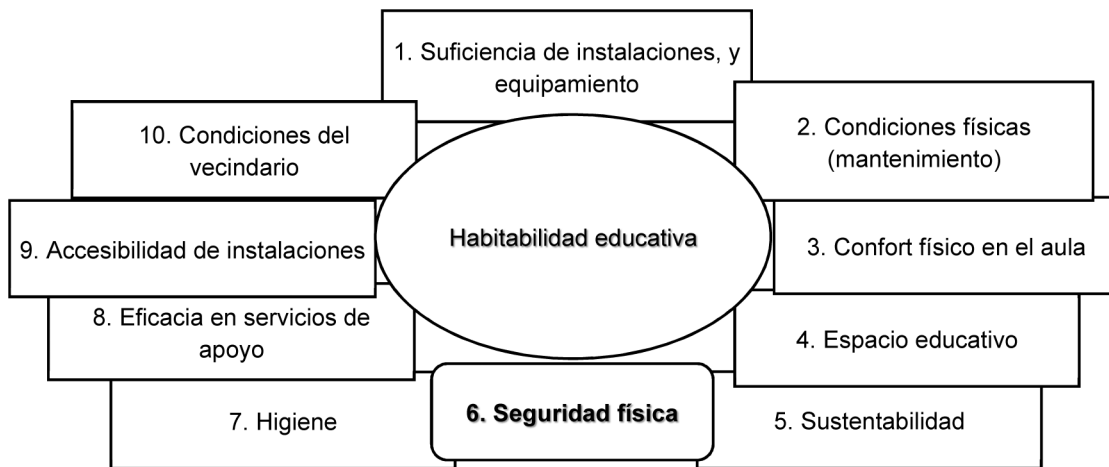 1. Suficiencia de instalaciones, y
equipamiento
2. Condiciones físicas
(mantenimiento)
3. Confort físico en el aula
4. Espacio educativo
5. Sustentabilidad
6. Seguridad física
7. Higiene
8. Eficacia en servicios de
apoyo
9. Accesibilidad de instalaciones
10. Condiciones del
vecindario
Habitabilidad educativa